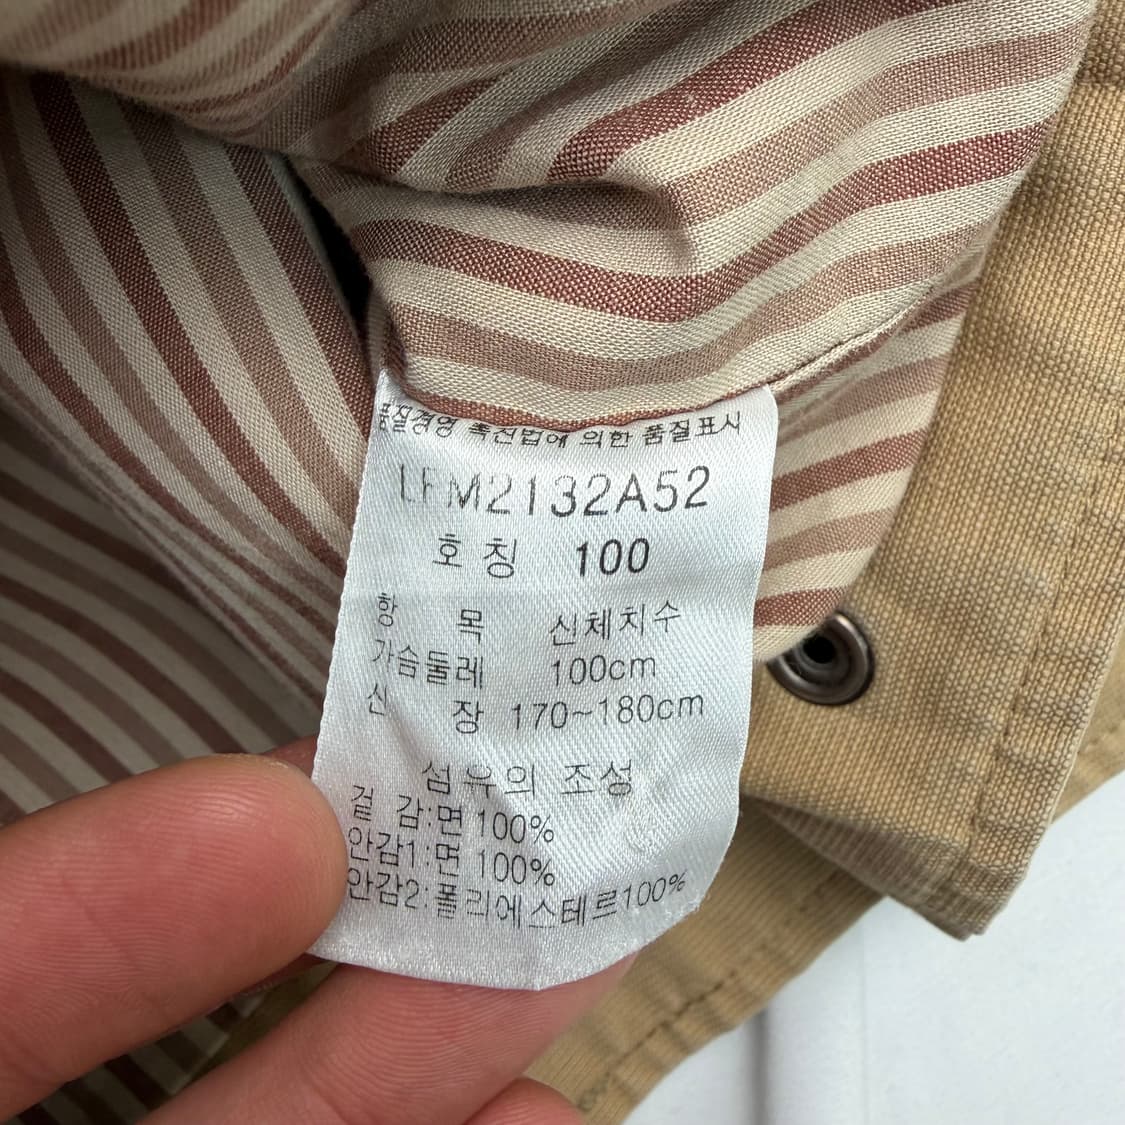 품질경영 촉진법에 의한 품질표시
LFM2132A52
호칭 100
항 목 신체치수
가슴둘레 100cm
신 장 170~180cm
섬유의 조성
겉 감:면 100%
안감1:면 100%
안감2:폴리에스테르100%